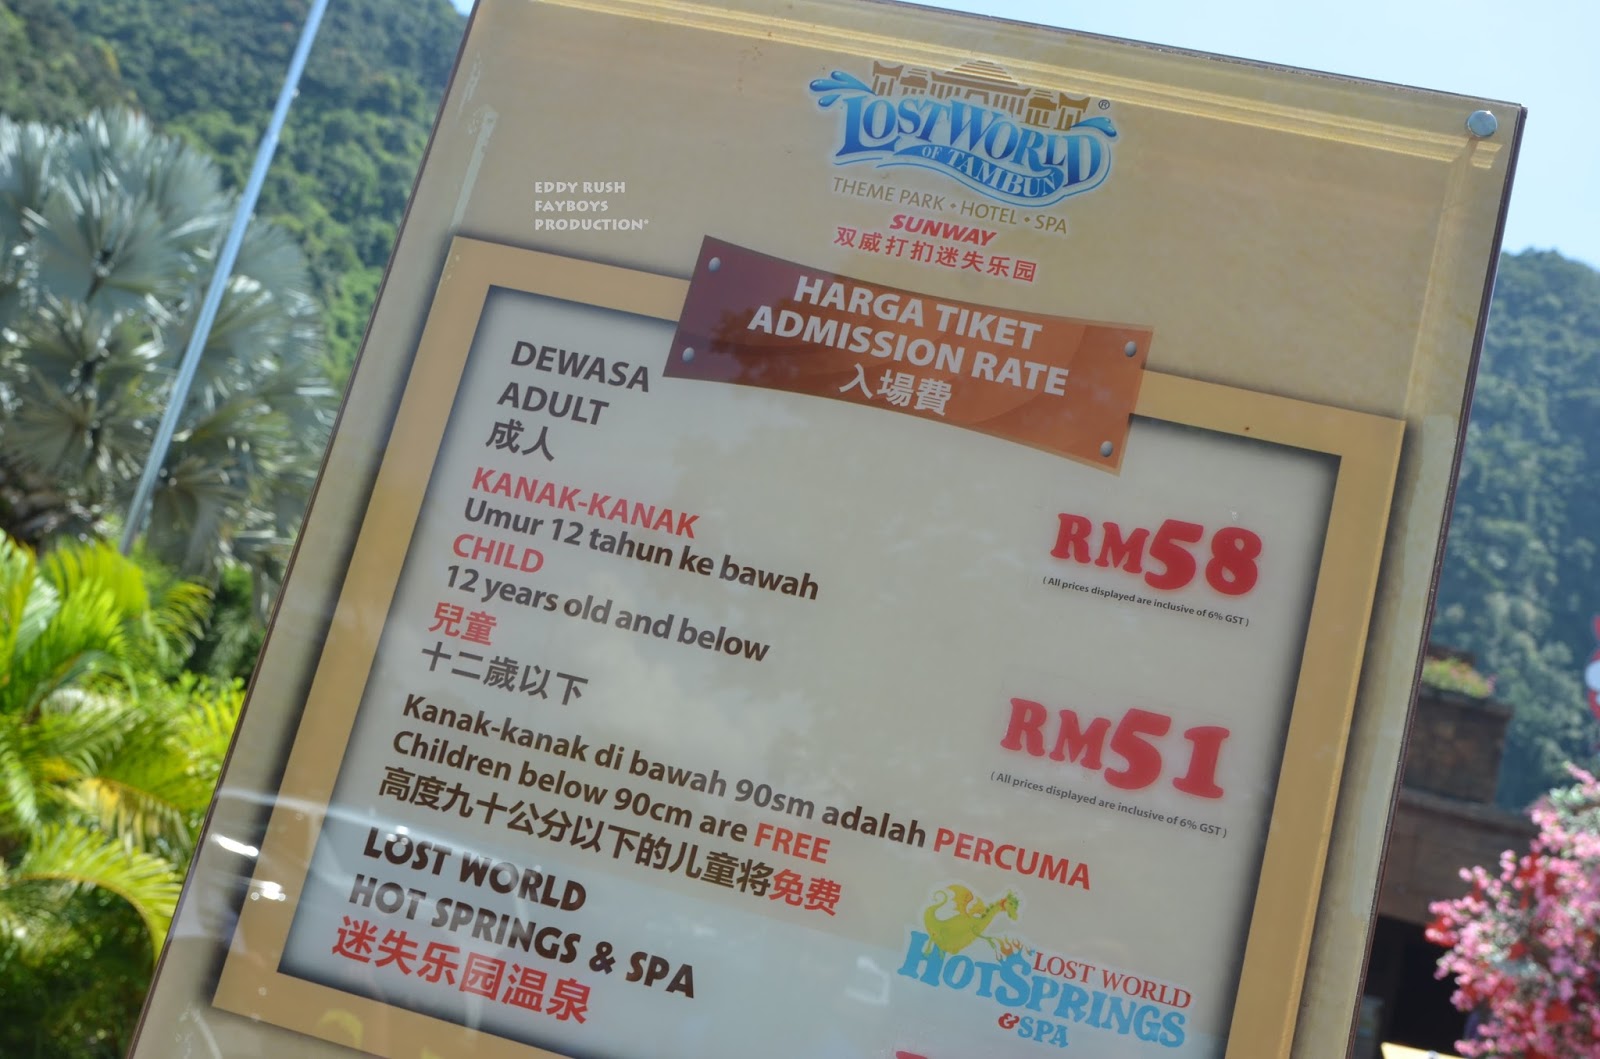 LOST WORLD
OF TAMBUN
®
THEME PARK • HOTEL • SPA
SUNWAY
双威打扪迷失乐园
EDDY RUSH
FAYBOYS
PRODUCTION®
HARGA TIKET
ADMISSION RATE
入場費
DEWASA
ADULT
成人
RM58
( All prices displayed are inclusive of 6% GST )
KANAK-KANAK
Umur 12 tahun ke bawah
CHILD
12 years old and below
兒童
十二歲以下
RM51
( All prices displayed are inclusive of 6% GST )
Kanak-kanak di bawah 90sm adalah PERCUMA
Children below 90cm are FREE
高度九十公分以下的儿童将免费
LOST WORLD
HOT SPRINGS & SPA
迷失乐园温泉
LOST WORLD
HOT SPRINGS
& SPA